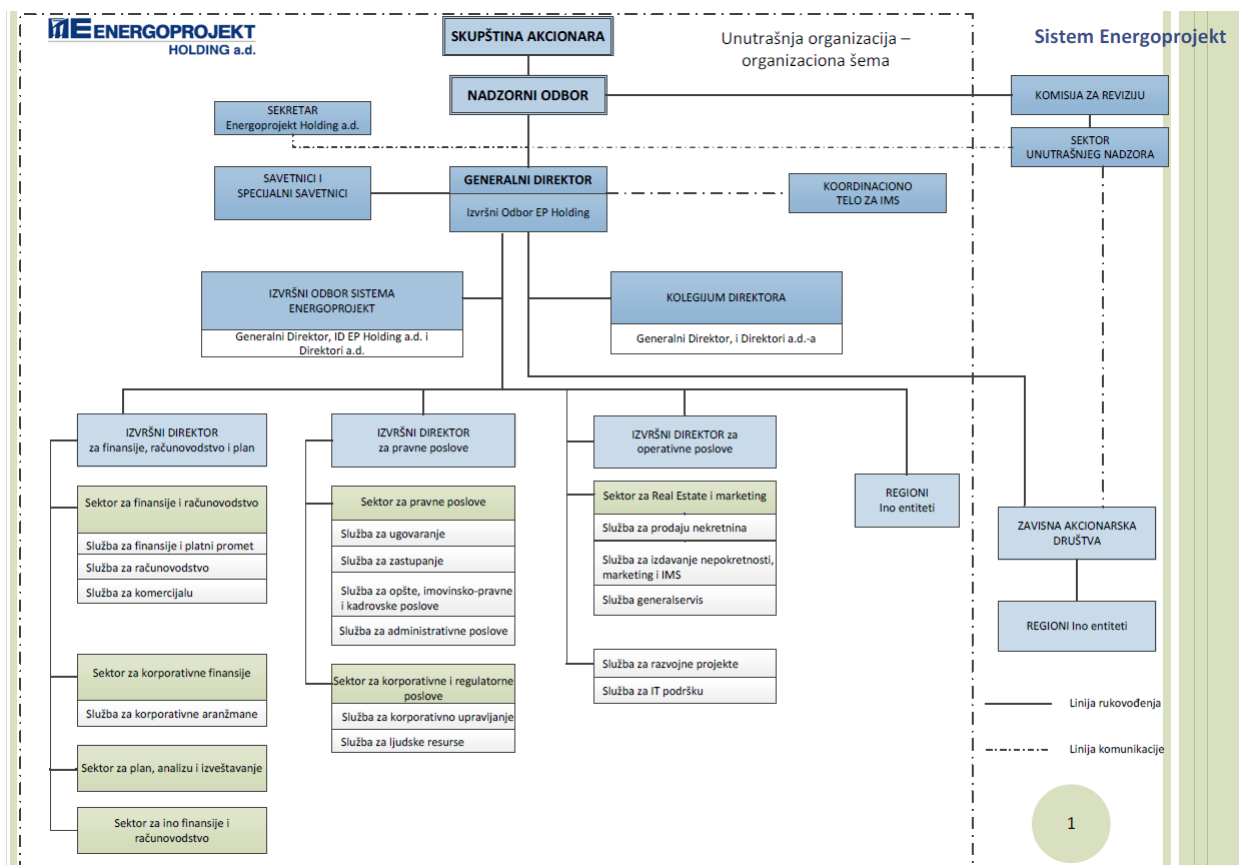 ENERGOPROJEKT
HOLDING a.d.
SKUPŠTINA AKCIONARA
Unutrašnja organizacija –
organizaciona šema
Sistem Energoprojekt
NADZORNI ODBOR
KOMISIJA ZA REVIZIJU
SEKRETAR
Energoprojekt Holding a.d.
SEKTOR
UNUTRAŠNJEG NADZORA
SAVETNICI I
SPECIJALNI SAVETNICI
GENERALNI DIREKTOR
Izvršni Odbor EP Holding
KOORDINACIONO
TELO ZA IMS
IZVRŠNI ODBOR SISTEMA
ENERGOPROJEKT
Generalni Direktor, ID EP Holding a.d. i
Direktori a.d.
KOLEGIJUM DIREKTORA
Generalni Direktor, i Direktori a.d.-a
IZVRŠNI DIREKTOR
za finansije, računovodstvo i plan
Sektor za finansije i računovodstvo
Služba za finansije i platni promet
Služba za računovodstvo
Služba za komercijalu
Sektor za korporativne finansije
Služba za korporativne aranžmane
Sektor za plan, analizu i izveštavanje
Sektor za ino finansije i
računovodstvo
IZVRŠNI DIREKTOR
za pravne poslove
Sektor za pravne poslove
Služba za ugovaranje
Služba za zastupanje
Služba za opšte, imovinsko-pravne
i kadrovske poslove
Služba za administrativne poslove
Sektor za korporativne i regulatorne
poslove
Služba za korporativno upravljanje
Služba za ljudske resurse
IZVRŠNI DIREKTOR za
operativne poslove
Sektor za Real Estate i marketing
Služba za prodaju nekretnina
Služba za izdavanje nepokretnosti,
marketing i IMS
Služba generalservis
Služba za razvojne projekte
Služba za IT podršku
REGIONI
Ino entiteti
ZAVISNA AKCIONARSKA
DRUŠTVA
REGIONI Ino entiteti
Linija rukovođenja
Linija komunikacije
1